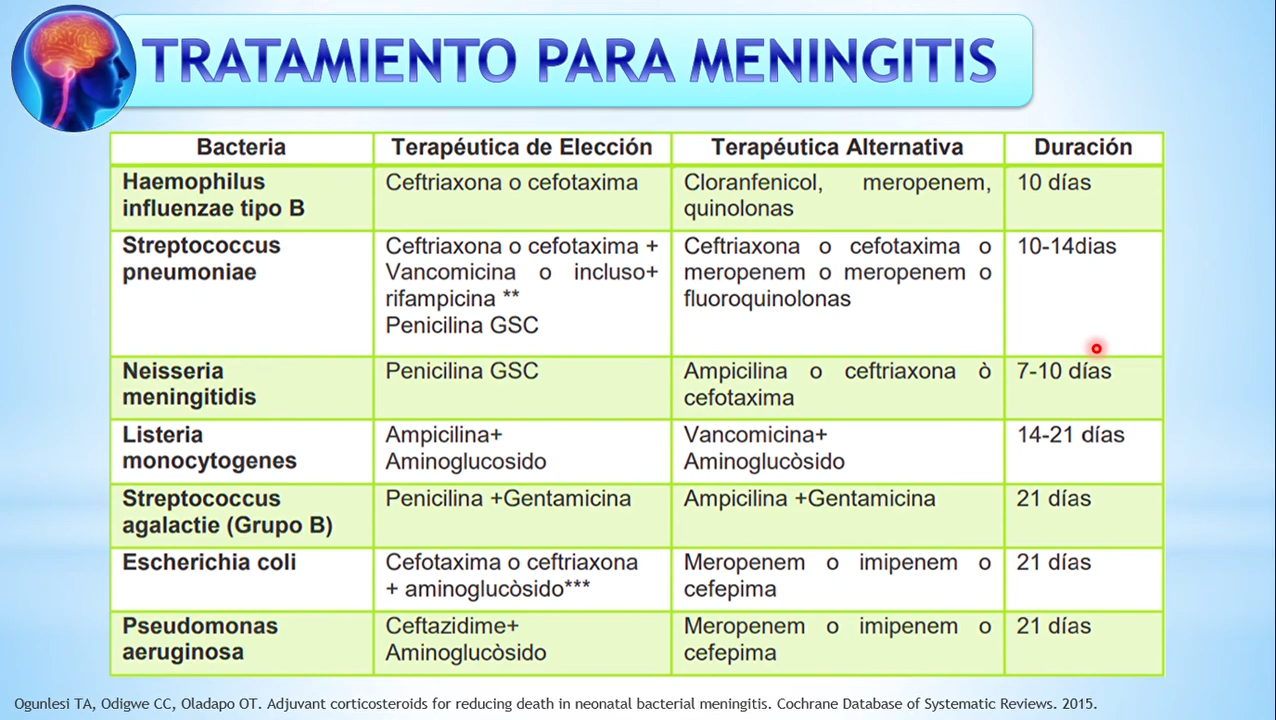 TRATAMIENTO PARA MENINGITIS
Bacteria Terapéutica de Elección Terapéutica Alternativa Duración
Haemophilus influenzae tipo B Ceftriaxona o cefotaxima Cloranfenicol, meropenem, quinolonas 10 días
Streptococcus pneumoniae Ceftriaxona o cefotaxima + Vancomicina o incluso+ rifampicina ** Penicilina GSC Ceftriaxona o cefotaxima o meropenem o meropenem o fluoroquinolonas 10-14dias
Neisseria meningitidis Penicilina GSC Ampicilina o ceftriaxona ò cefotaxima 7-10 días
Listeria monocytogenes Ampicilina+ Aminoglucosido Vancomicina+ Aminoglucòsido 14-21 días
Streptococcus agalactie (Grupo B) Penicilina +Gentamicina Ampicilina +Gentamicina 21 días
Escherichia coli Cefotaxima o ceftriaxona + aminoglucòsido*** Meropenem o imipenem o cefepima 21 días
Pseudomonas aeruginosa Ceftazidime+ Aminoglucòsido Meropenem o imipenem o cefepima 21 días
Ogunlesi TA, Odigwe CC, Oladapo OT. Adjuvant corticosteroids for reducing death in neonatal bacterial meningitis. Cochrane Database of Systematic Reviews. 2015.